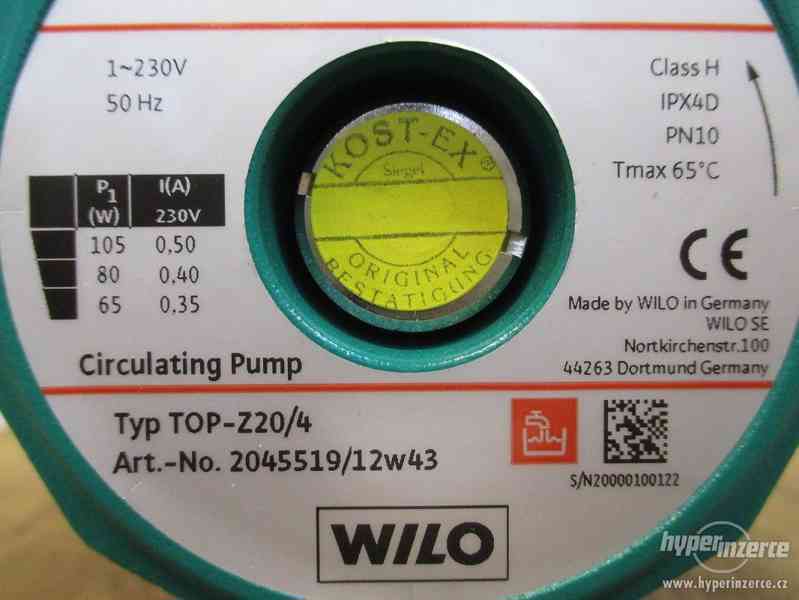 1~230V
50 Hz
Class H
IPX4D
PN10
Tmax 65°C
KOST-EX®
Siegel
ORIGINAL
BESTÄTIGUNG
P1 (W) I(A) 230V
105 0,50
80 0,40
65 0,35
CE
Made by WILO in Germany
WILO SE
Nortkirchenstr.100
44263 Dortmund Germany
Circulating Pump
Typ TOP-Z20/4
Art.-No. 2045519/12w43
S/N20000100122
WILO
hyperinzerce
www.hyperinzerce.cz